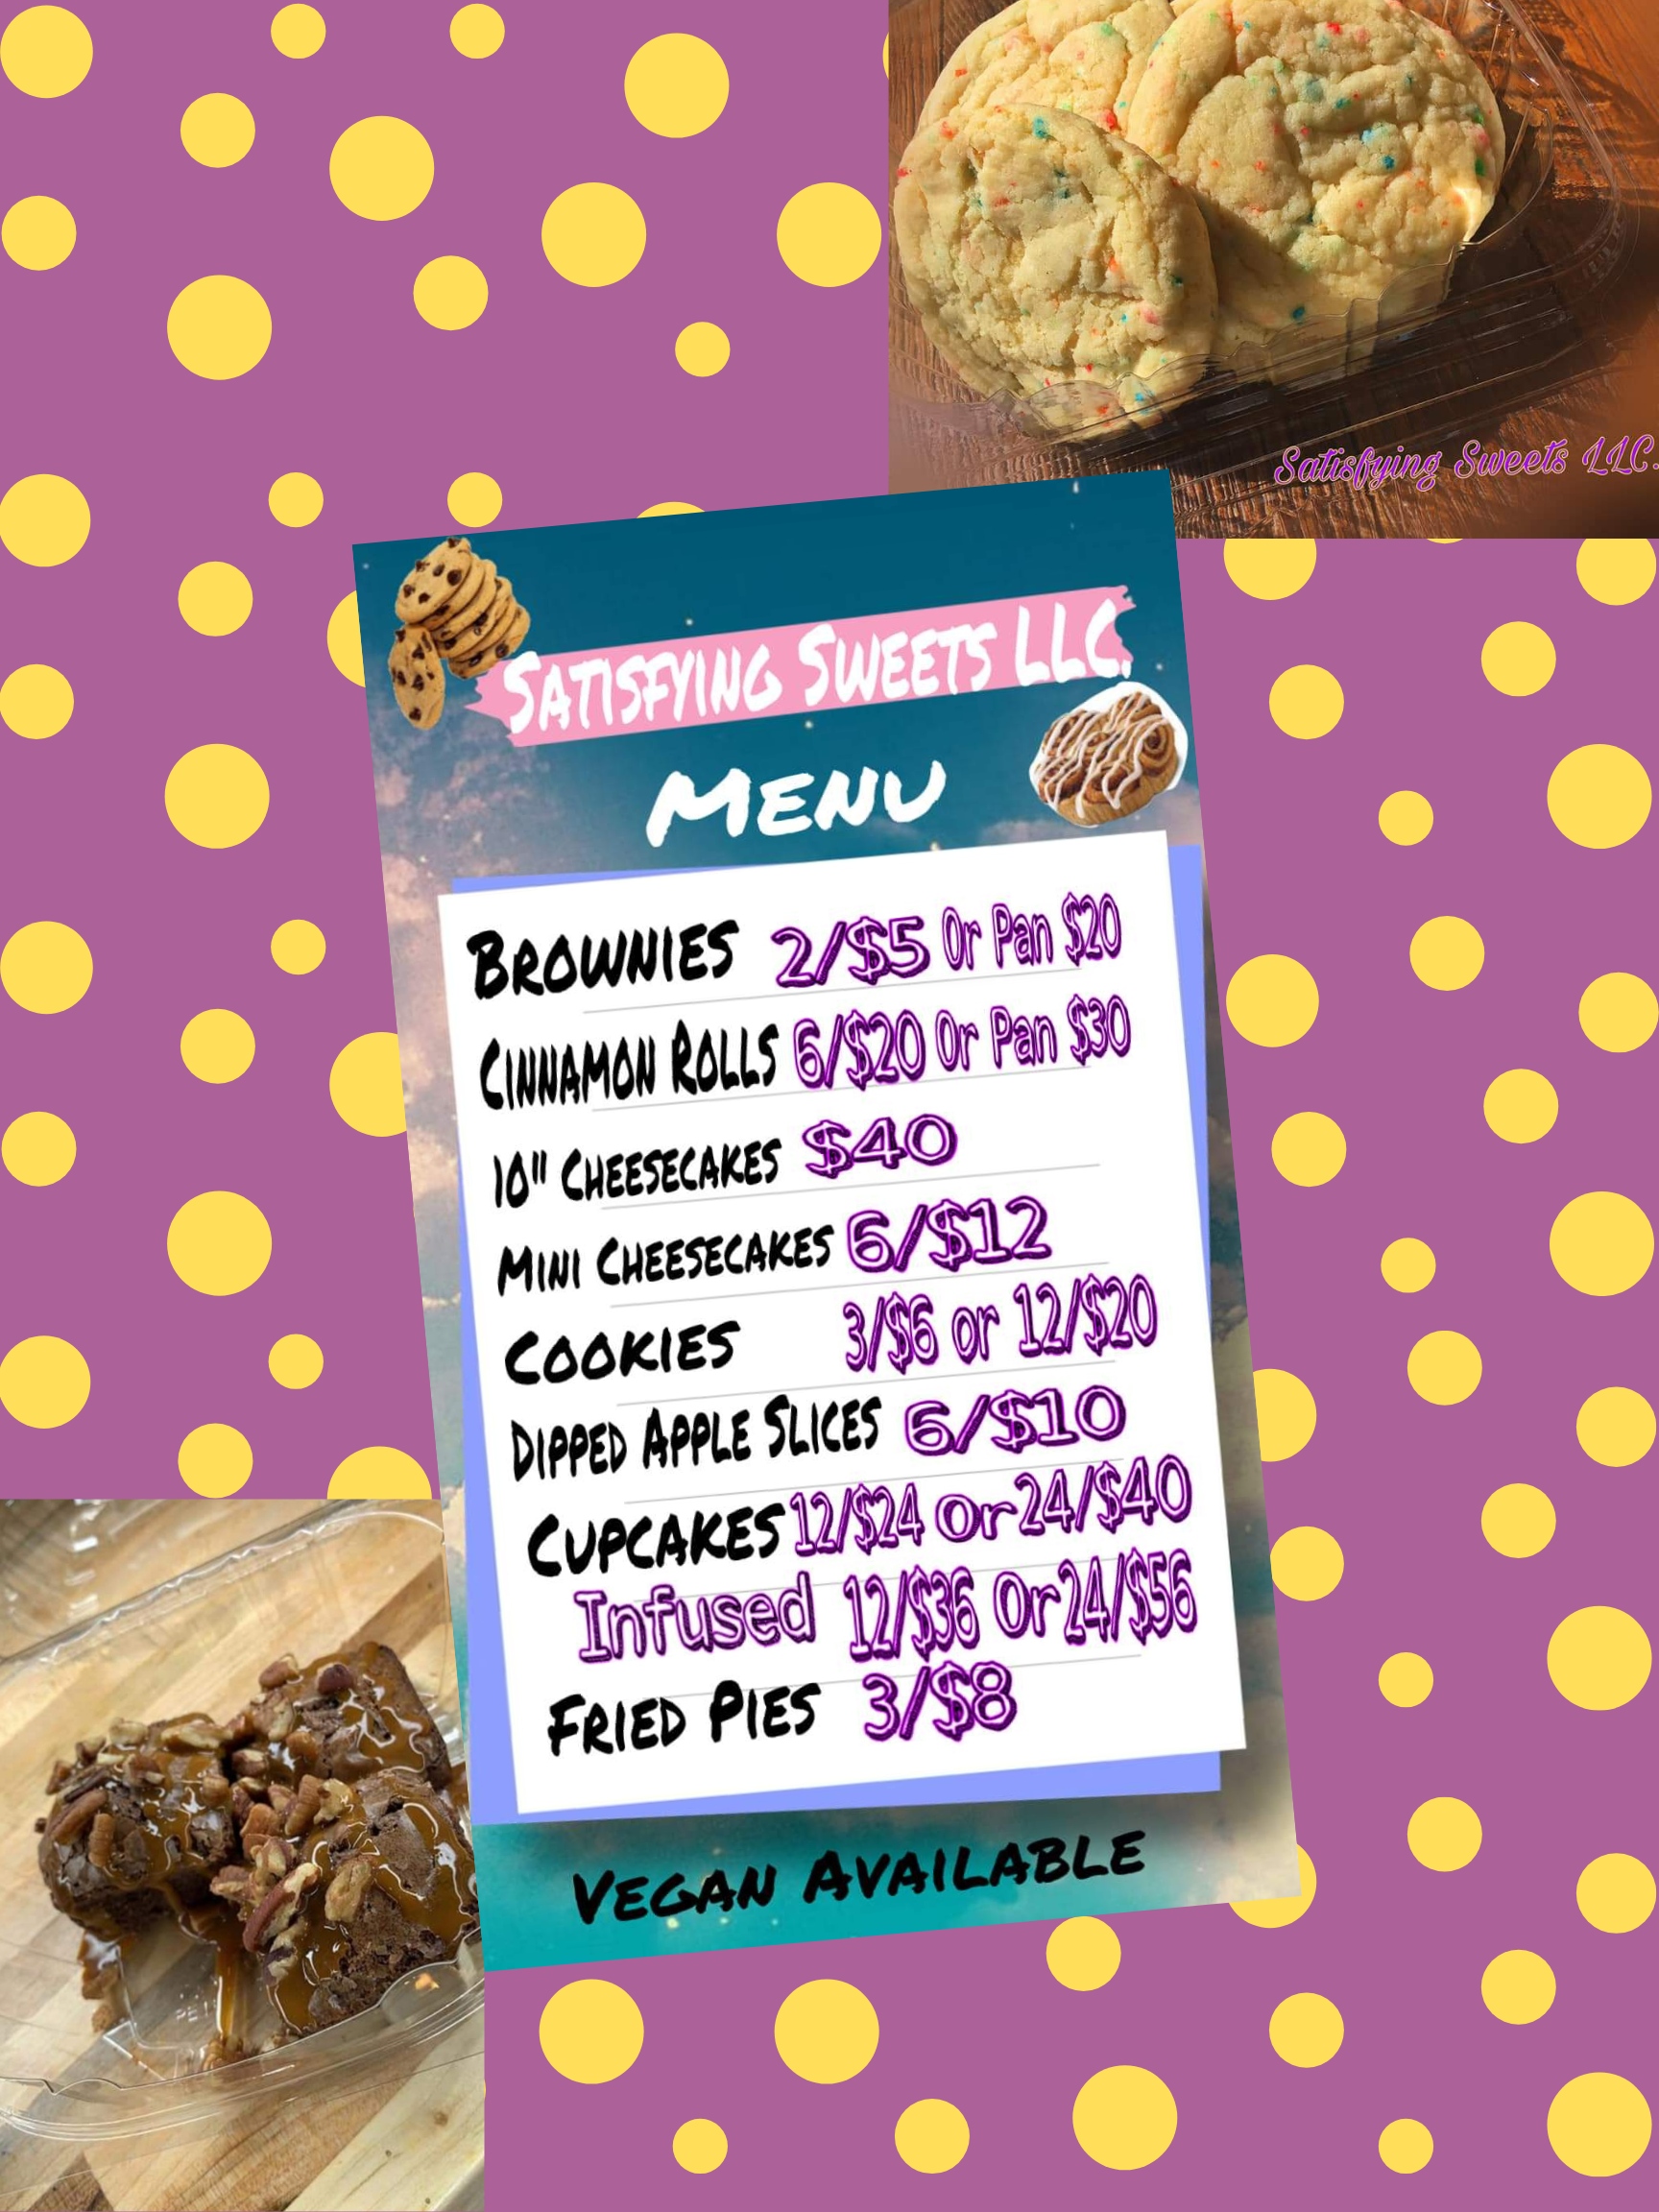 Satisfying Sweets LLC.
Satisfying Sweets LLC.
Menu
Brownies 2/$5 Or Pan $20
Cinnamon Rolls 6/$20 Or Pan $30
10" Cheesecakes $40
Mini Cheesecakes 6/$12
Cookies 3/$6 or 12/$20
Dipped Apple Slices 6/$10
Cupcakes 12/$24 Or 24/$40
Infused 12/$36 Or 24/$56
Fried Pies 3/$8
Vegan Available